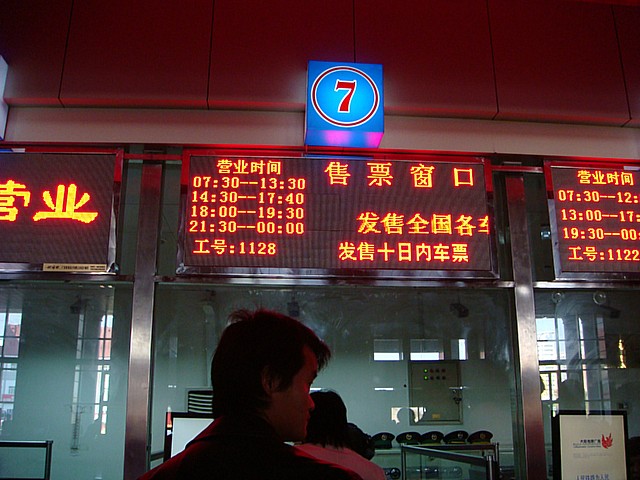 7
营业
营业时间
07:30--13:30
14:30--17:40
18:00--19:30
21:30--00:00
工号:1128
售票窗口
发售全国各
发售十日内车票
营业时间
07:30--12:
13:00--17:
19:30--00
工号:1122